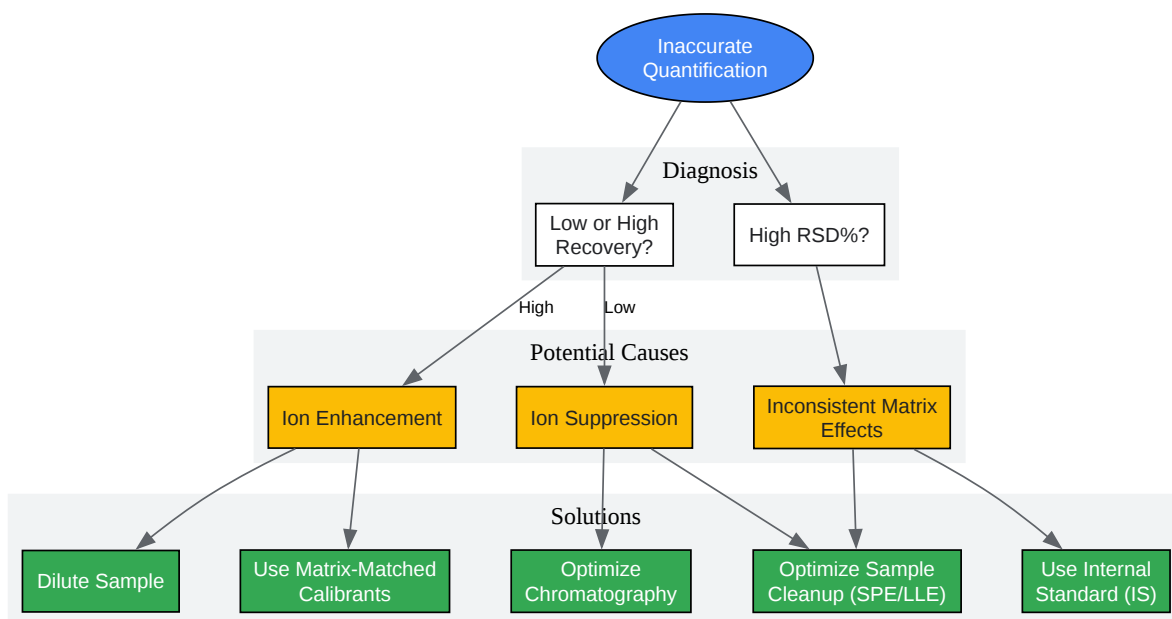 Inaccurate
Quantification
Diagnosis
Low or High
Recovery?
High RSD%?
High
Low
Potential Causes
Ion Enhancement
Ion Suppression
Inconsistent Matrix
Effects
Solutions
Dilute Sample
Use Matrix-Matched
Calibrants
Optimize
Chromatography
Optimize Sample
Cleanup (SPE/LLE)
Use Internal
Standard (IS)